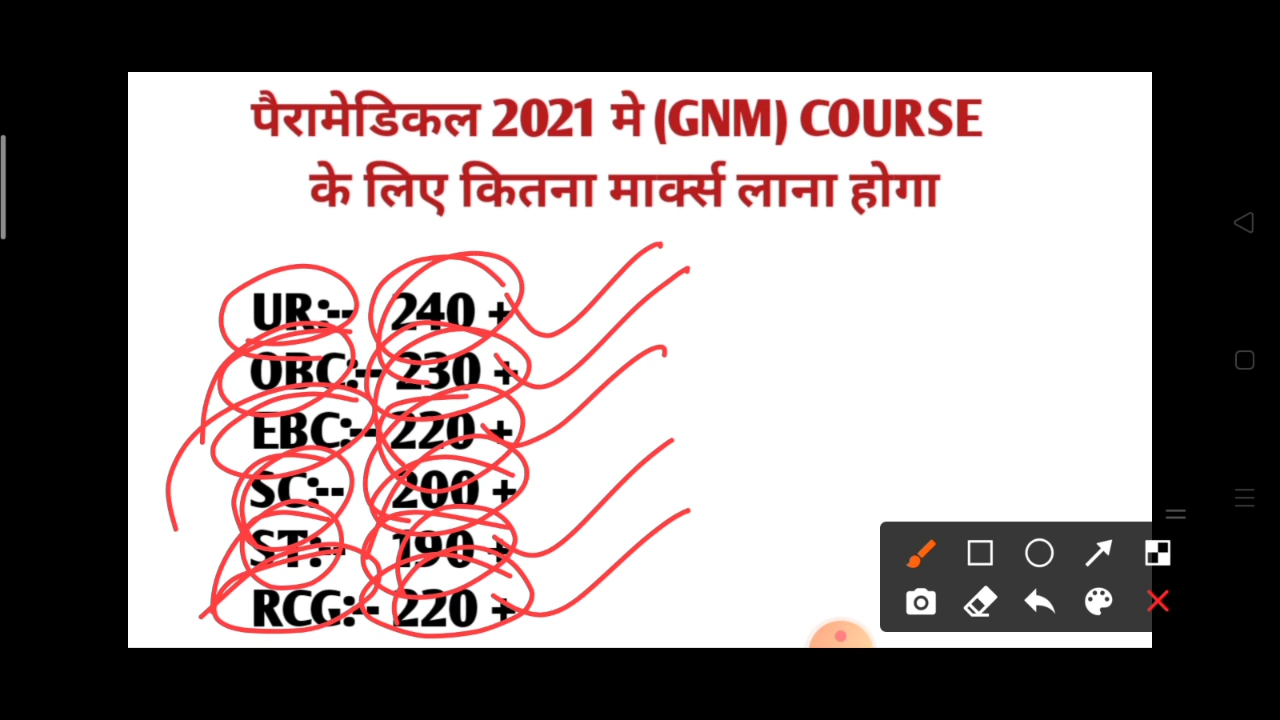 पैरामेडिकल 2021 मे (GNM) COURSE
के लिए कितना मार्क्स लाना होगा
UR:-- 240 +
OBC:-- 230 +
EBC:-- 220 +
SC:-- 200 +
ST:-- 190 +
RCG:-- 220 +